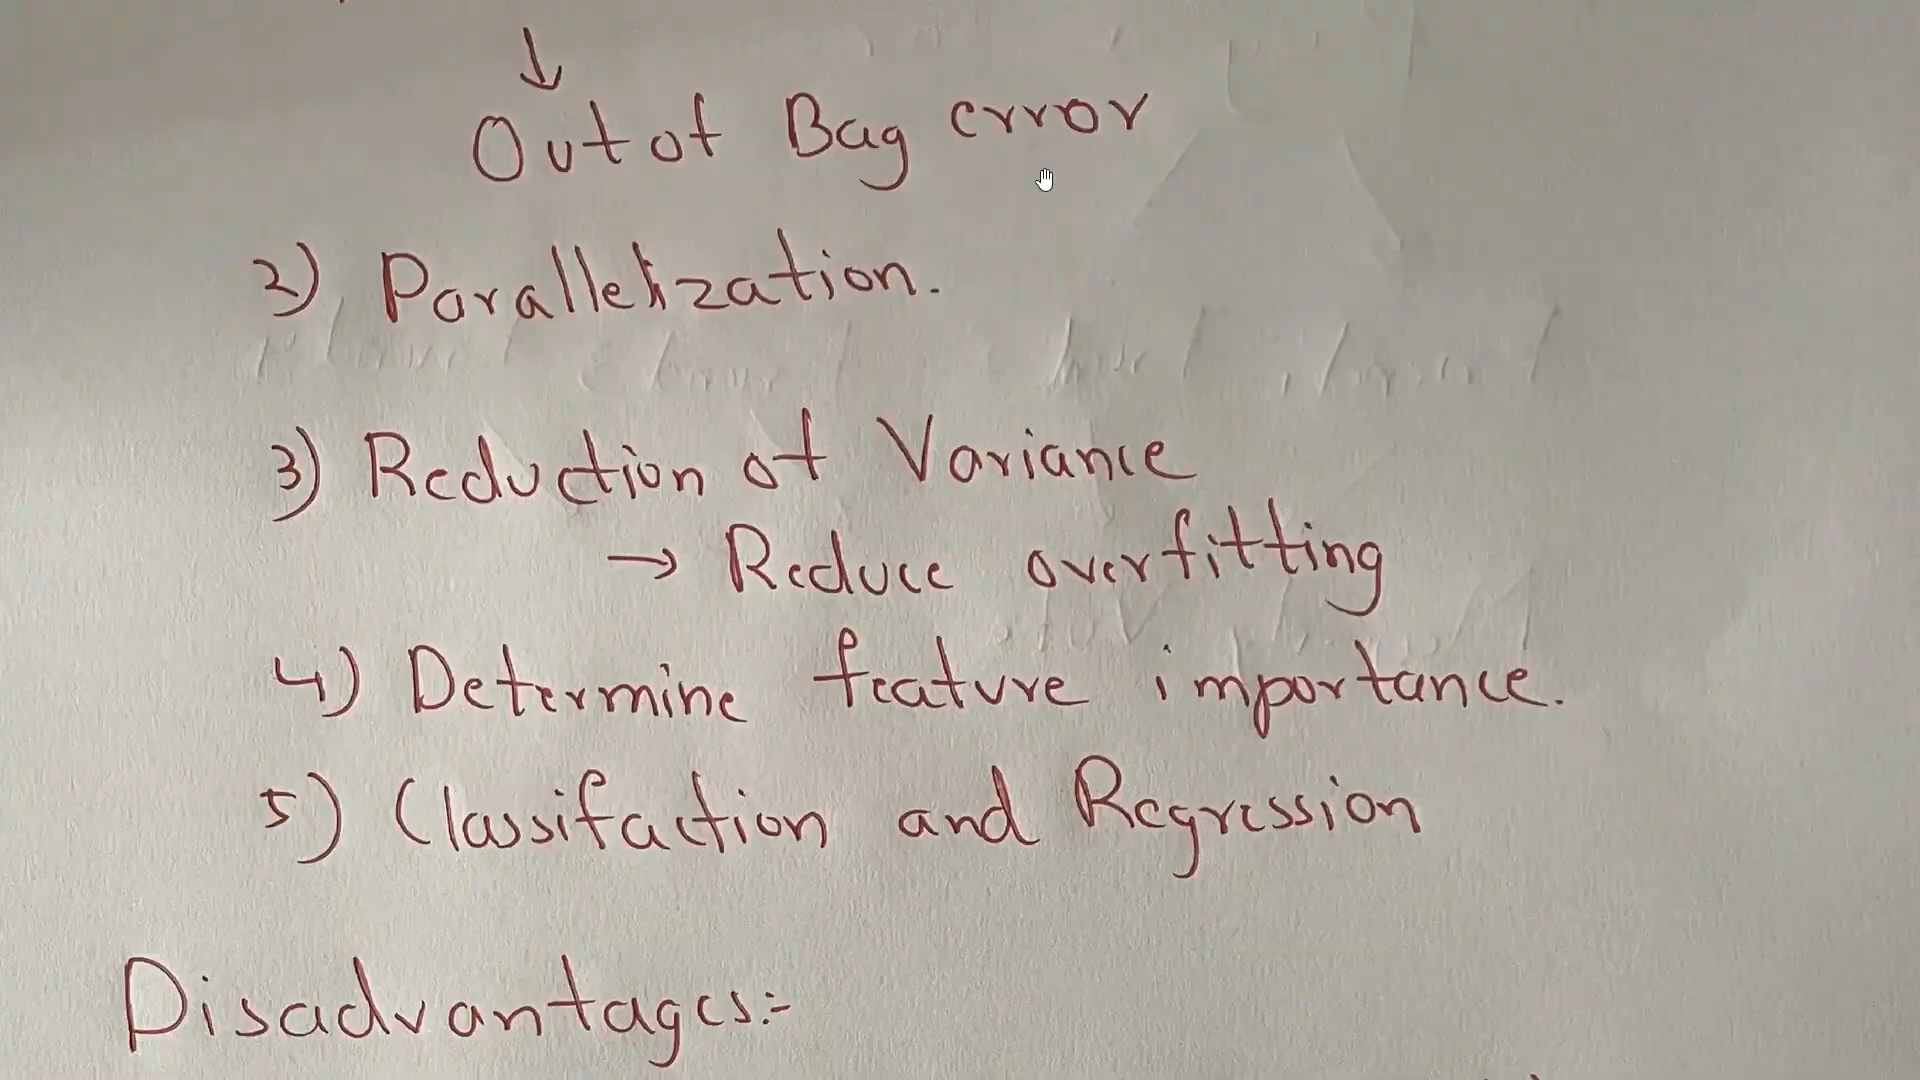 ↓
Out of Bag error
2) Parallelization.
3) Reduction of Variance
→ Reduce overfitting
4) Determine feature importance.
5) Classifaction and Regression
Disadvantages:-